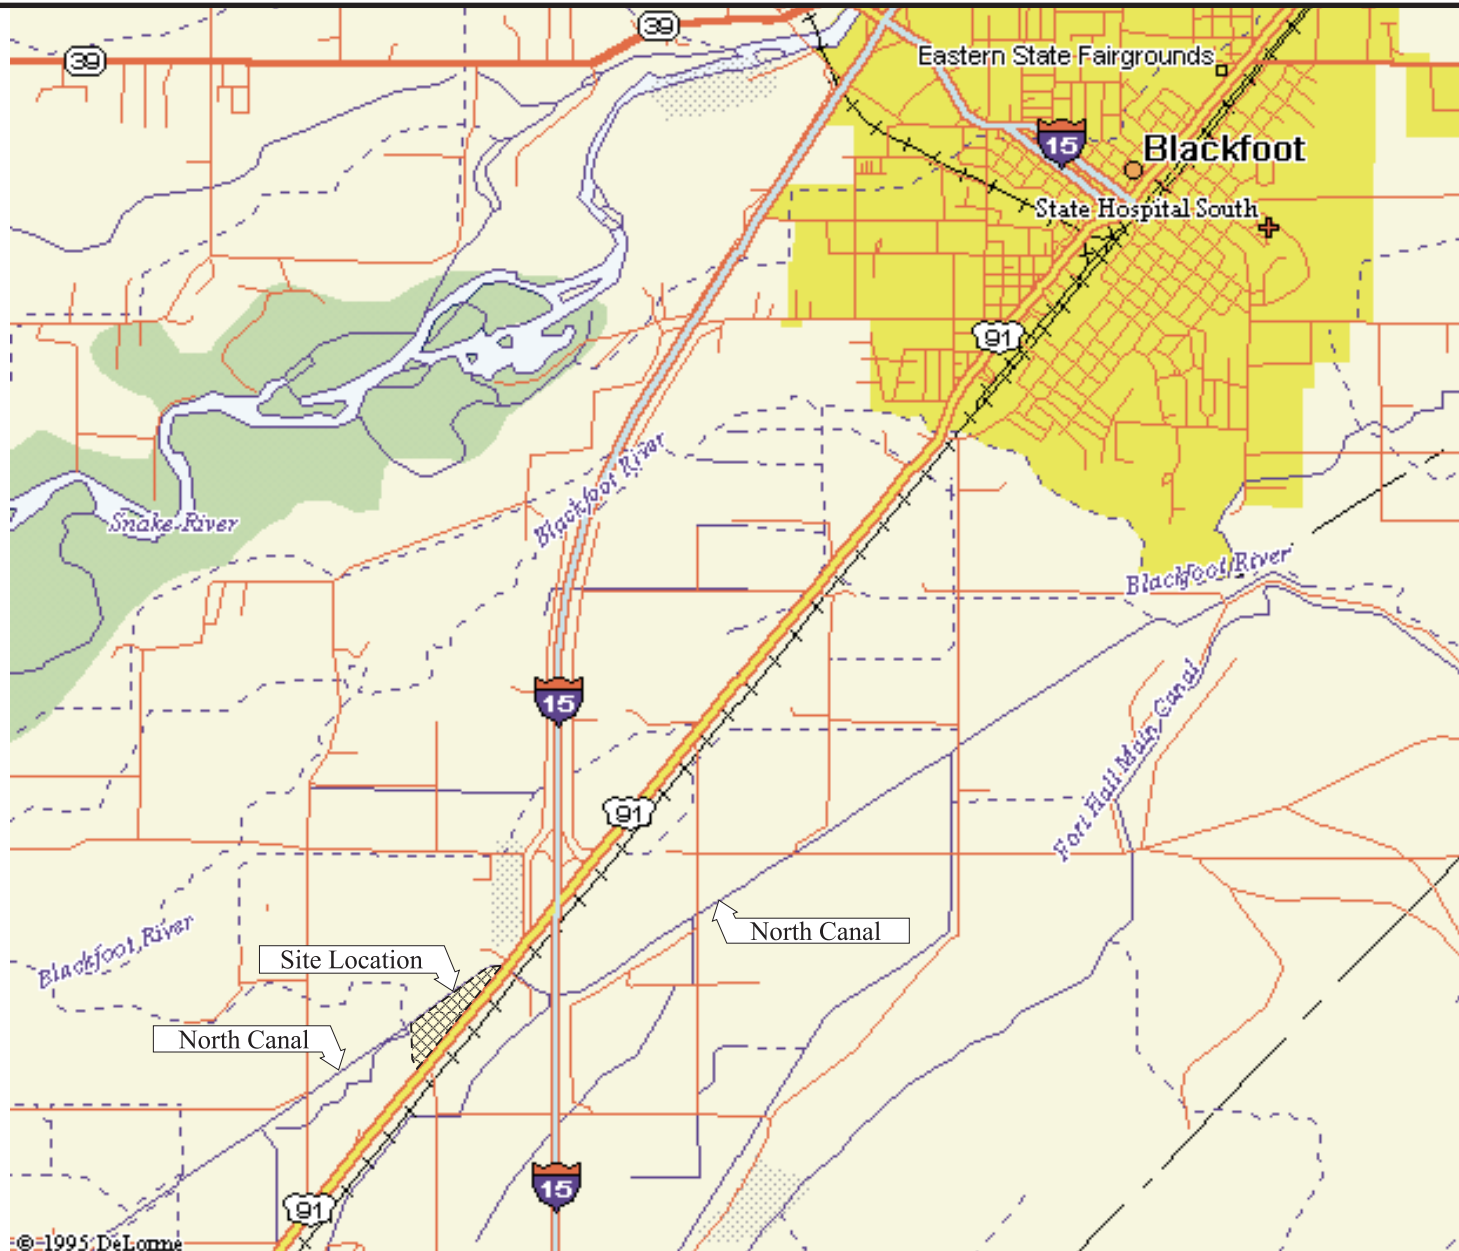 39
39
Eastern State Fairgrounds
15
Blackfoot
State Hospital South
91
Blackfoot River
Snake River
Blackfoot River
15
Fort Hall Main Canal
91
North Canal
Blackfoot River
Site Location
North Canal
15
91
© 1995 DeLorme